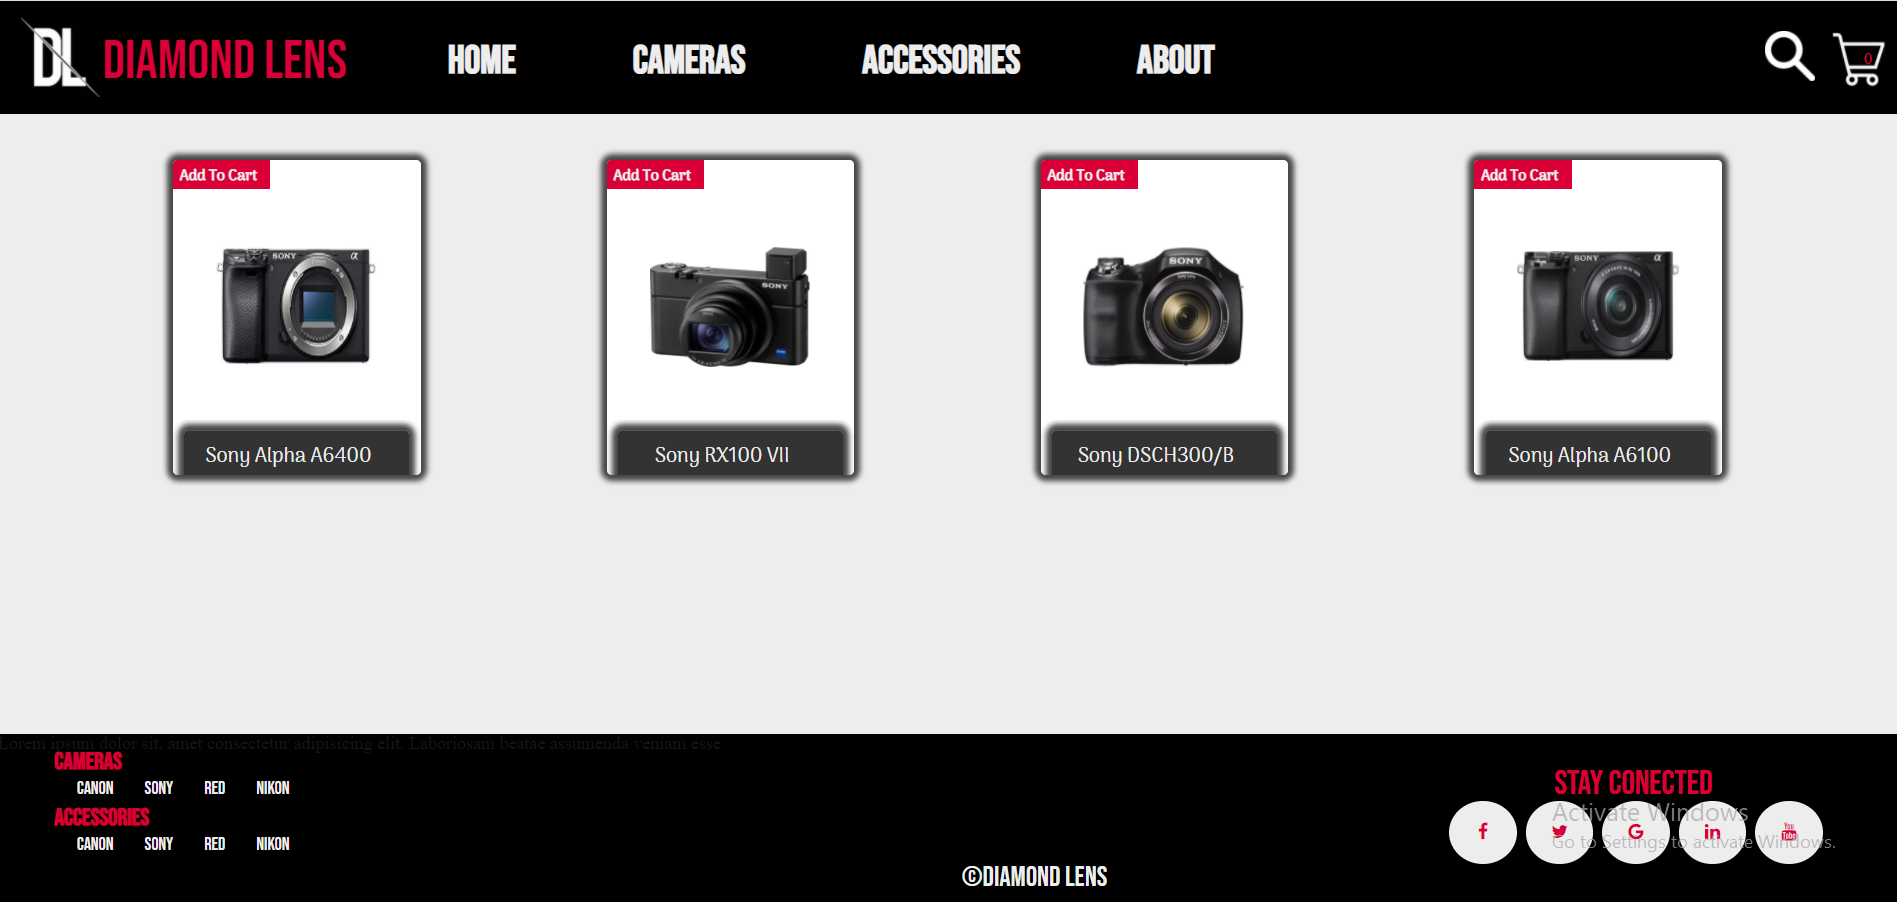 DL DIAMOND LENS HOME CAMERAS ACCESSORIES ABOUT 0
Add To Cart Add To Cart Add To Cart Add To Cart
SONY α SONY SONY SONY α
Sony Alpha A6400 Sony RX100 VII Sony DSCH300/B Sony Alpha A6100
Lorem ipsum dolor sit, amet consectetur adipisicing elit. Laboriosam beatae assumenda veniam esse
CAMERAS
CANON SONY RED NIKON
ACCESSORIES
CANON SONY RED NIKON
STAY CONECTED
Activate Windows
f G in You Tube
Go to Settings to activate Windows.
©DIAMOND LENS